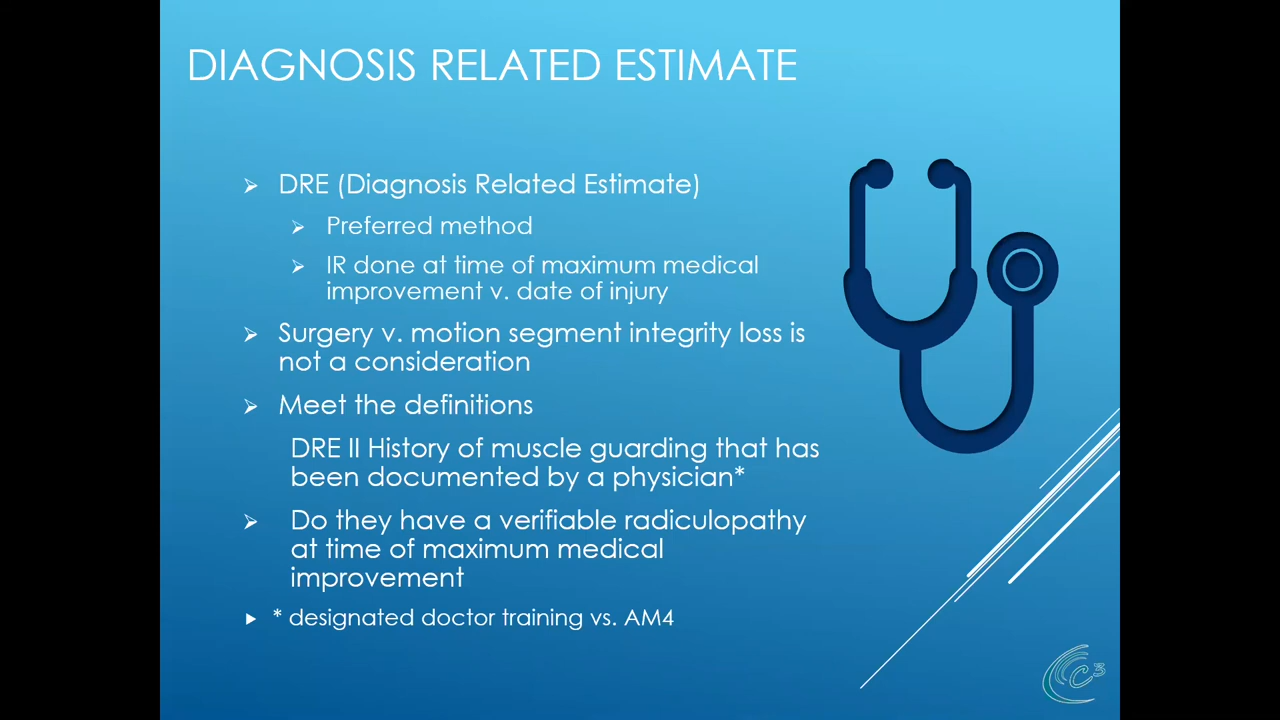 DIAGNOSIS RELATED ESTIMATE
DRE (Diagnosis Related Estimate)
Preferred method
IR done at time of maximum medical
improvement v. date of injury
Surgery v. motion segment integrity loss is
not a consideration
Meet the definitions
DRE II History of muscle guarding that has
been documented by a physician*
Do they have a verifiable radiculopathy
at time of maximum medical
improvement
* designated doctor training vs. AM4
C3